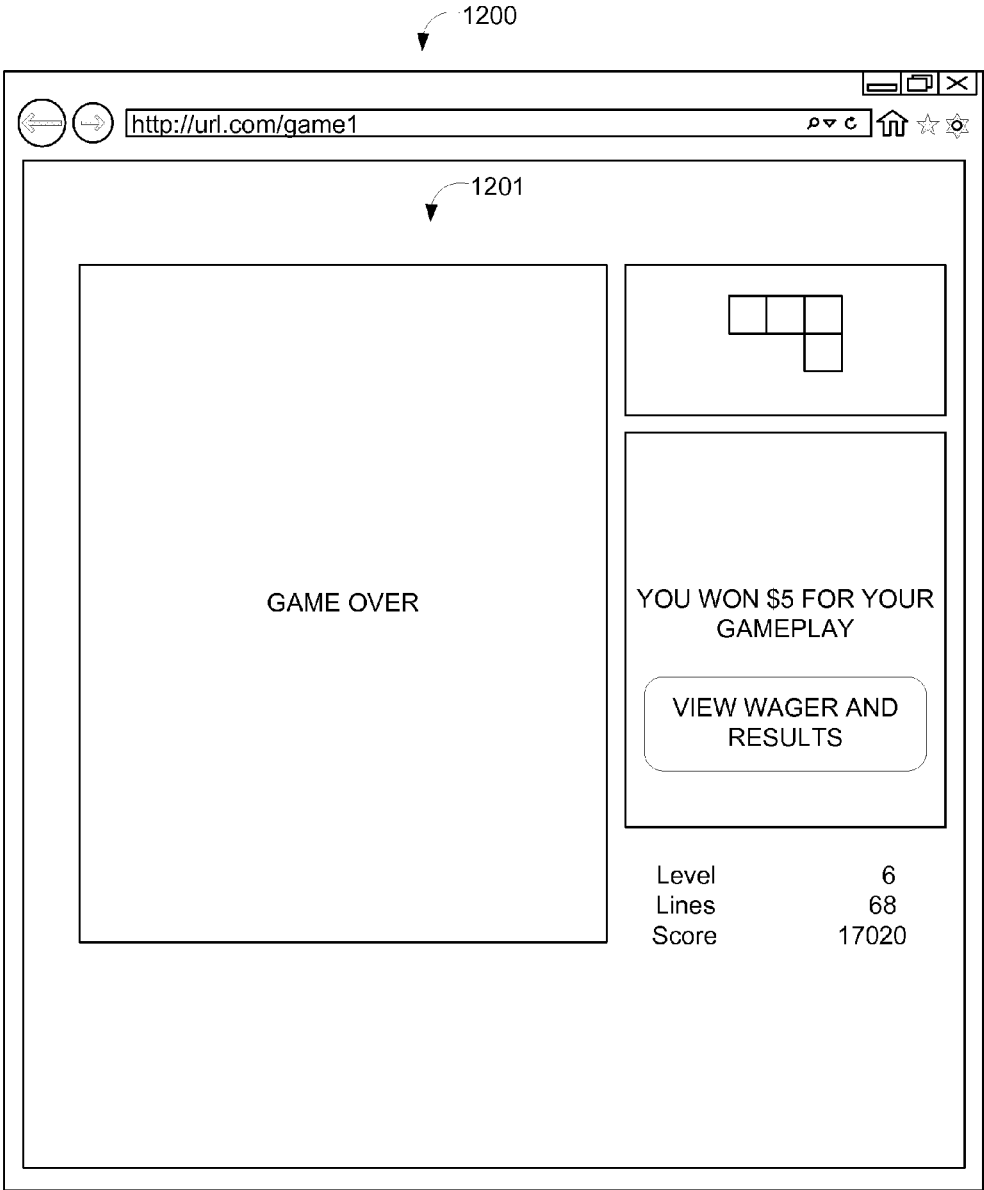 1200
http://url.com/game1
1201
GAME OVER
YOU WON $5 FOR YOUR
GAMEPLAY
VIEW WAGER AND
RESULTS
Level 6
Lines 68
Score 17020